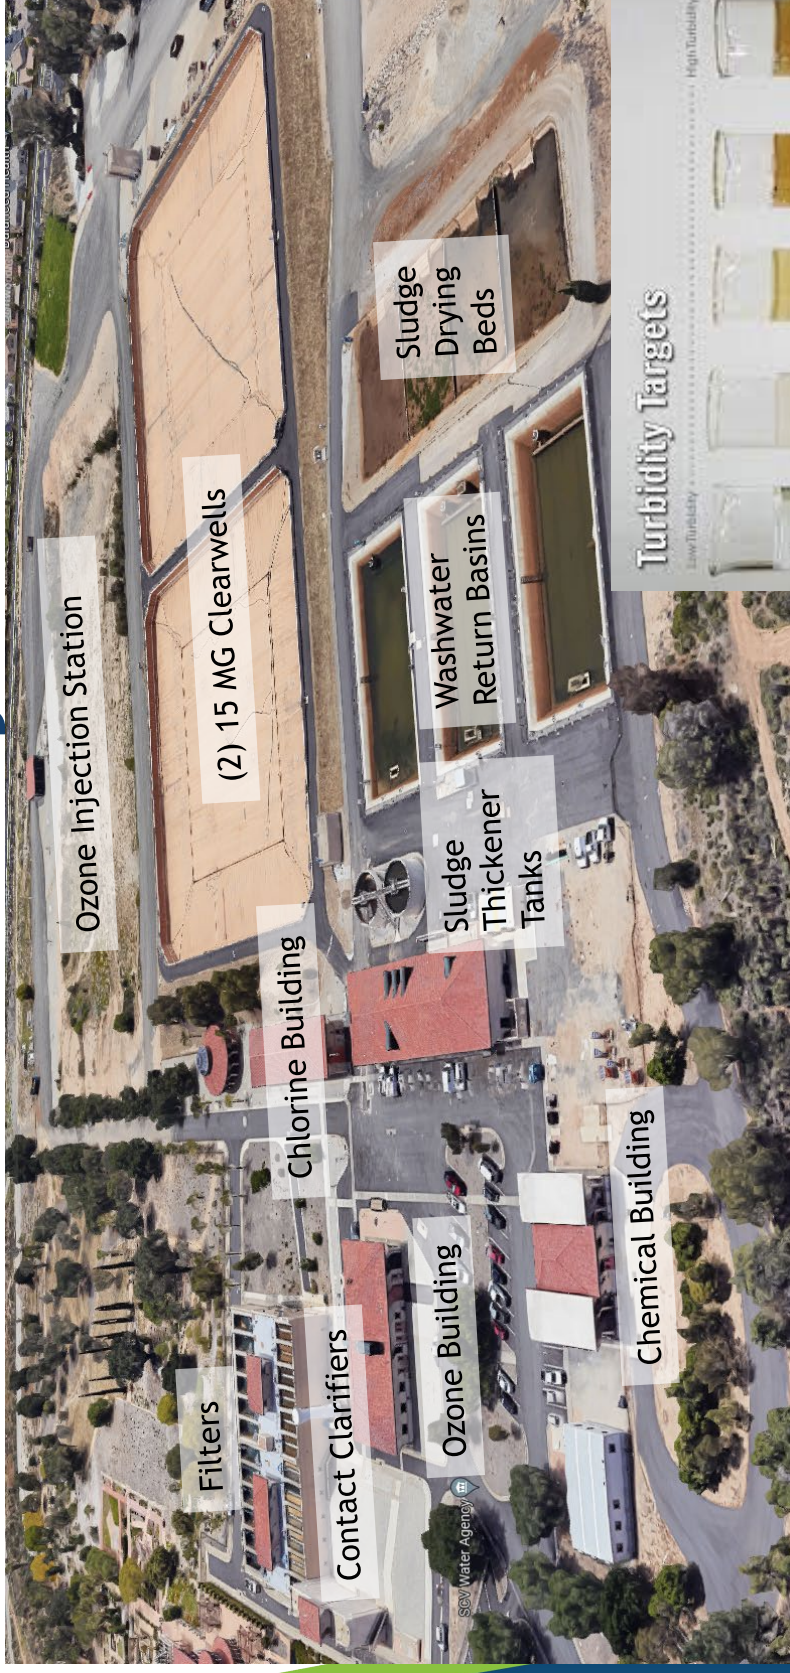 Ozone Injection Station
(2) 15 MG Clearwells
Sludge
Drying
Beds
Washwater
Return Basins
Sludge
Thickener
Tanks
Chlorine Building
Filters
Contact Clarifiers
Ozone Building
Chemical Building
SCV Water Agency
Turbidity Targets
Low Turbidity
High Turbidity